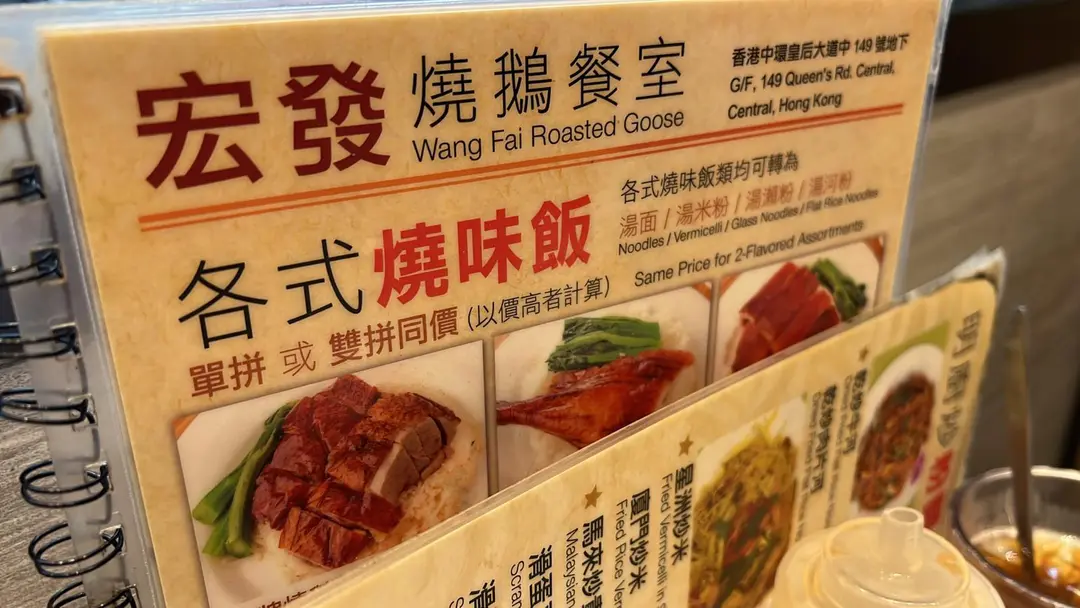 宏發 燒鵝餐室
Wang Fai Roasted Goose
香港中環皇后大道中 149 號地下
G/F, 149 Queen's Rd. Central,
Central, Hong Kong
各式燒味飯
單拼 或 雙拼同價 (以價高者計算)
各式燒味飯類均可轉為
湯面 / 湯米粉 / 湯瀨粉 / 湯河粉
Noodles / Vermicelli / Glass Noodles / Flat Rice Noodles
Same Price for 2-Flavored Assortments
星洲炒米
Fried Vermicelli in
廈門炒米
Fried Rice
馬來炒
Malaysian
滑蛋